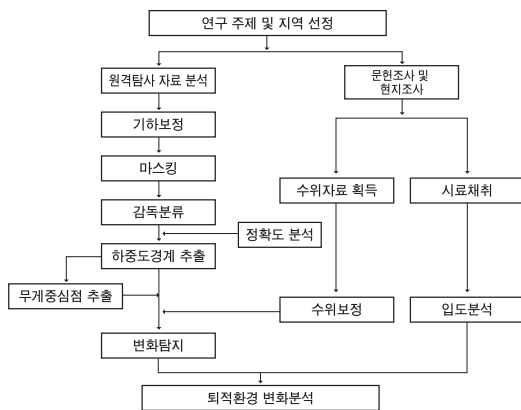 연구 주제 및 지역 선정
원격탐사 자료 분석
문헌조사 및
현지조사
기하보정
마스킹
수위자료 획득
시료채취
감독분류
정확도 분석
하중도경계 추출
무게중심점 추출
수위보정
입도분석
변화탐지
퇴적환경 변화분석